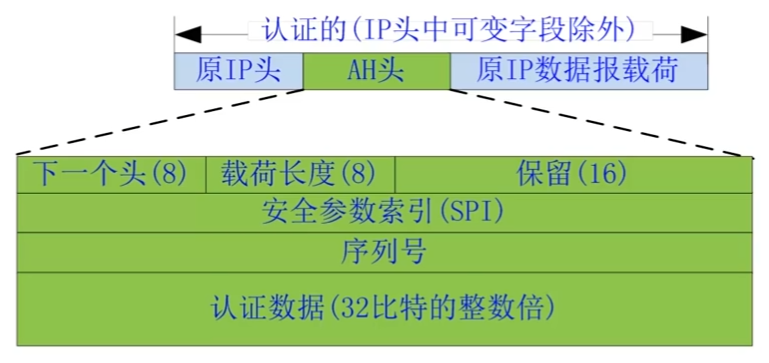 认证的(IP头中可变字段除外)
原IP头 AH头 原IP数据报载荷
下一个头(8) 载荷长度(8) 保留(16)
安全参数索引(SPI)
序列号
认证数据(32比特的整数倍)